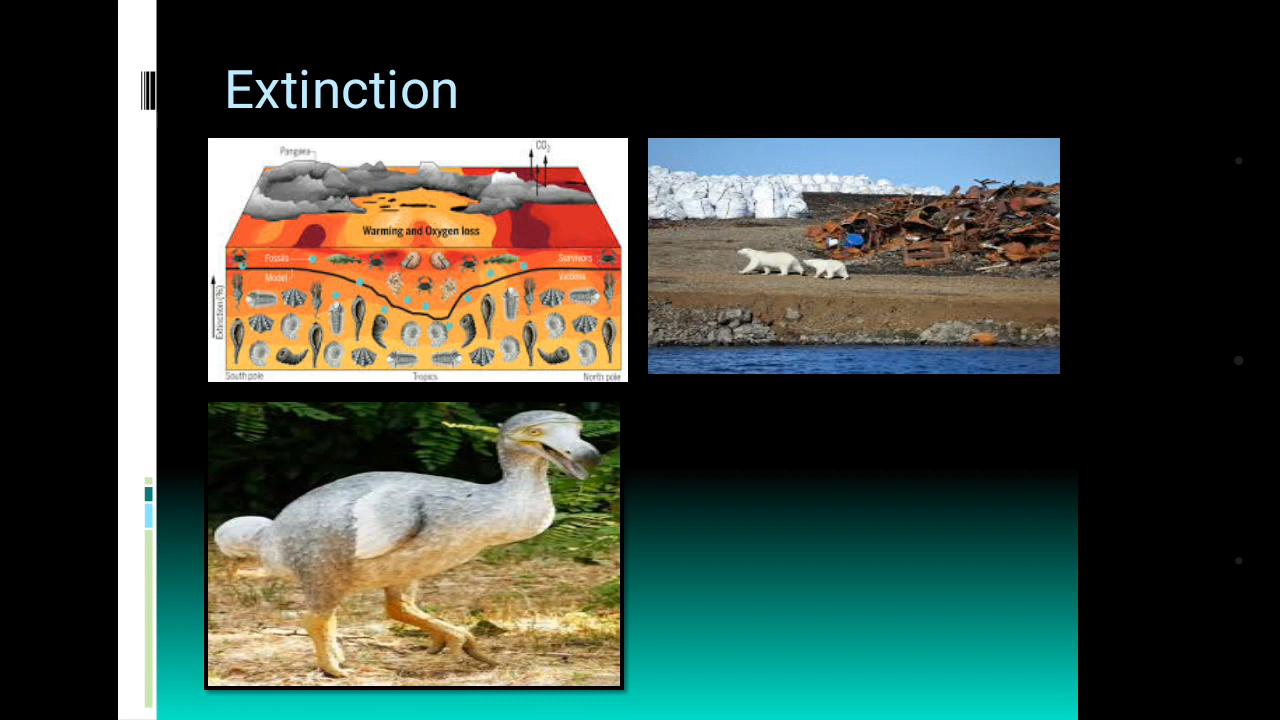 Extinction
Pangaea
CO2
Warming and Oxygen loss
Fossils
Survivors
Model
Victims
Extinction (%)
South pole
Tropics
North pole